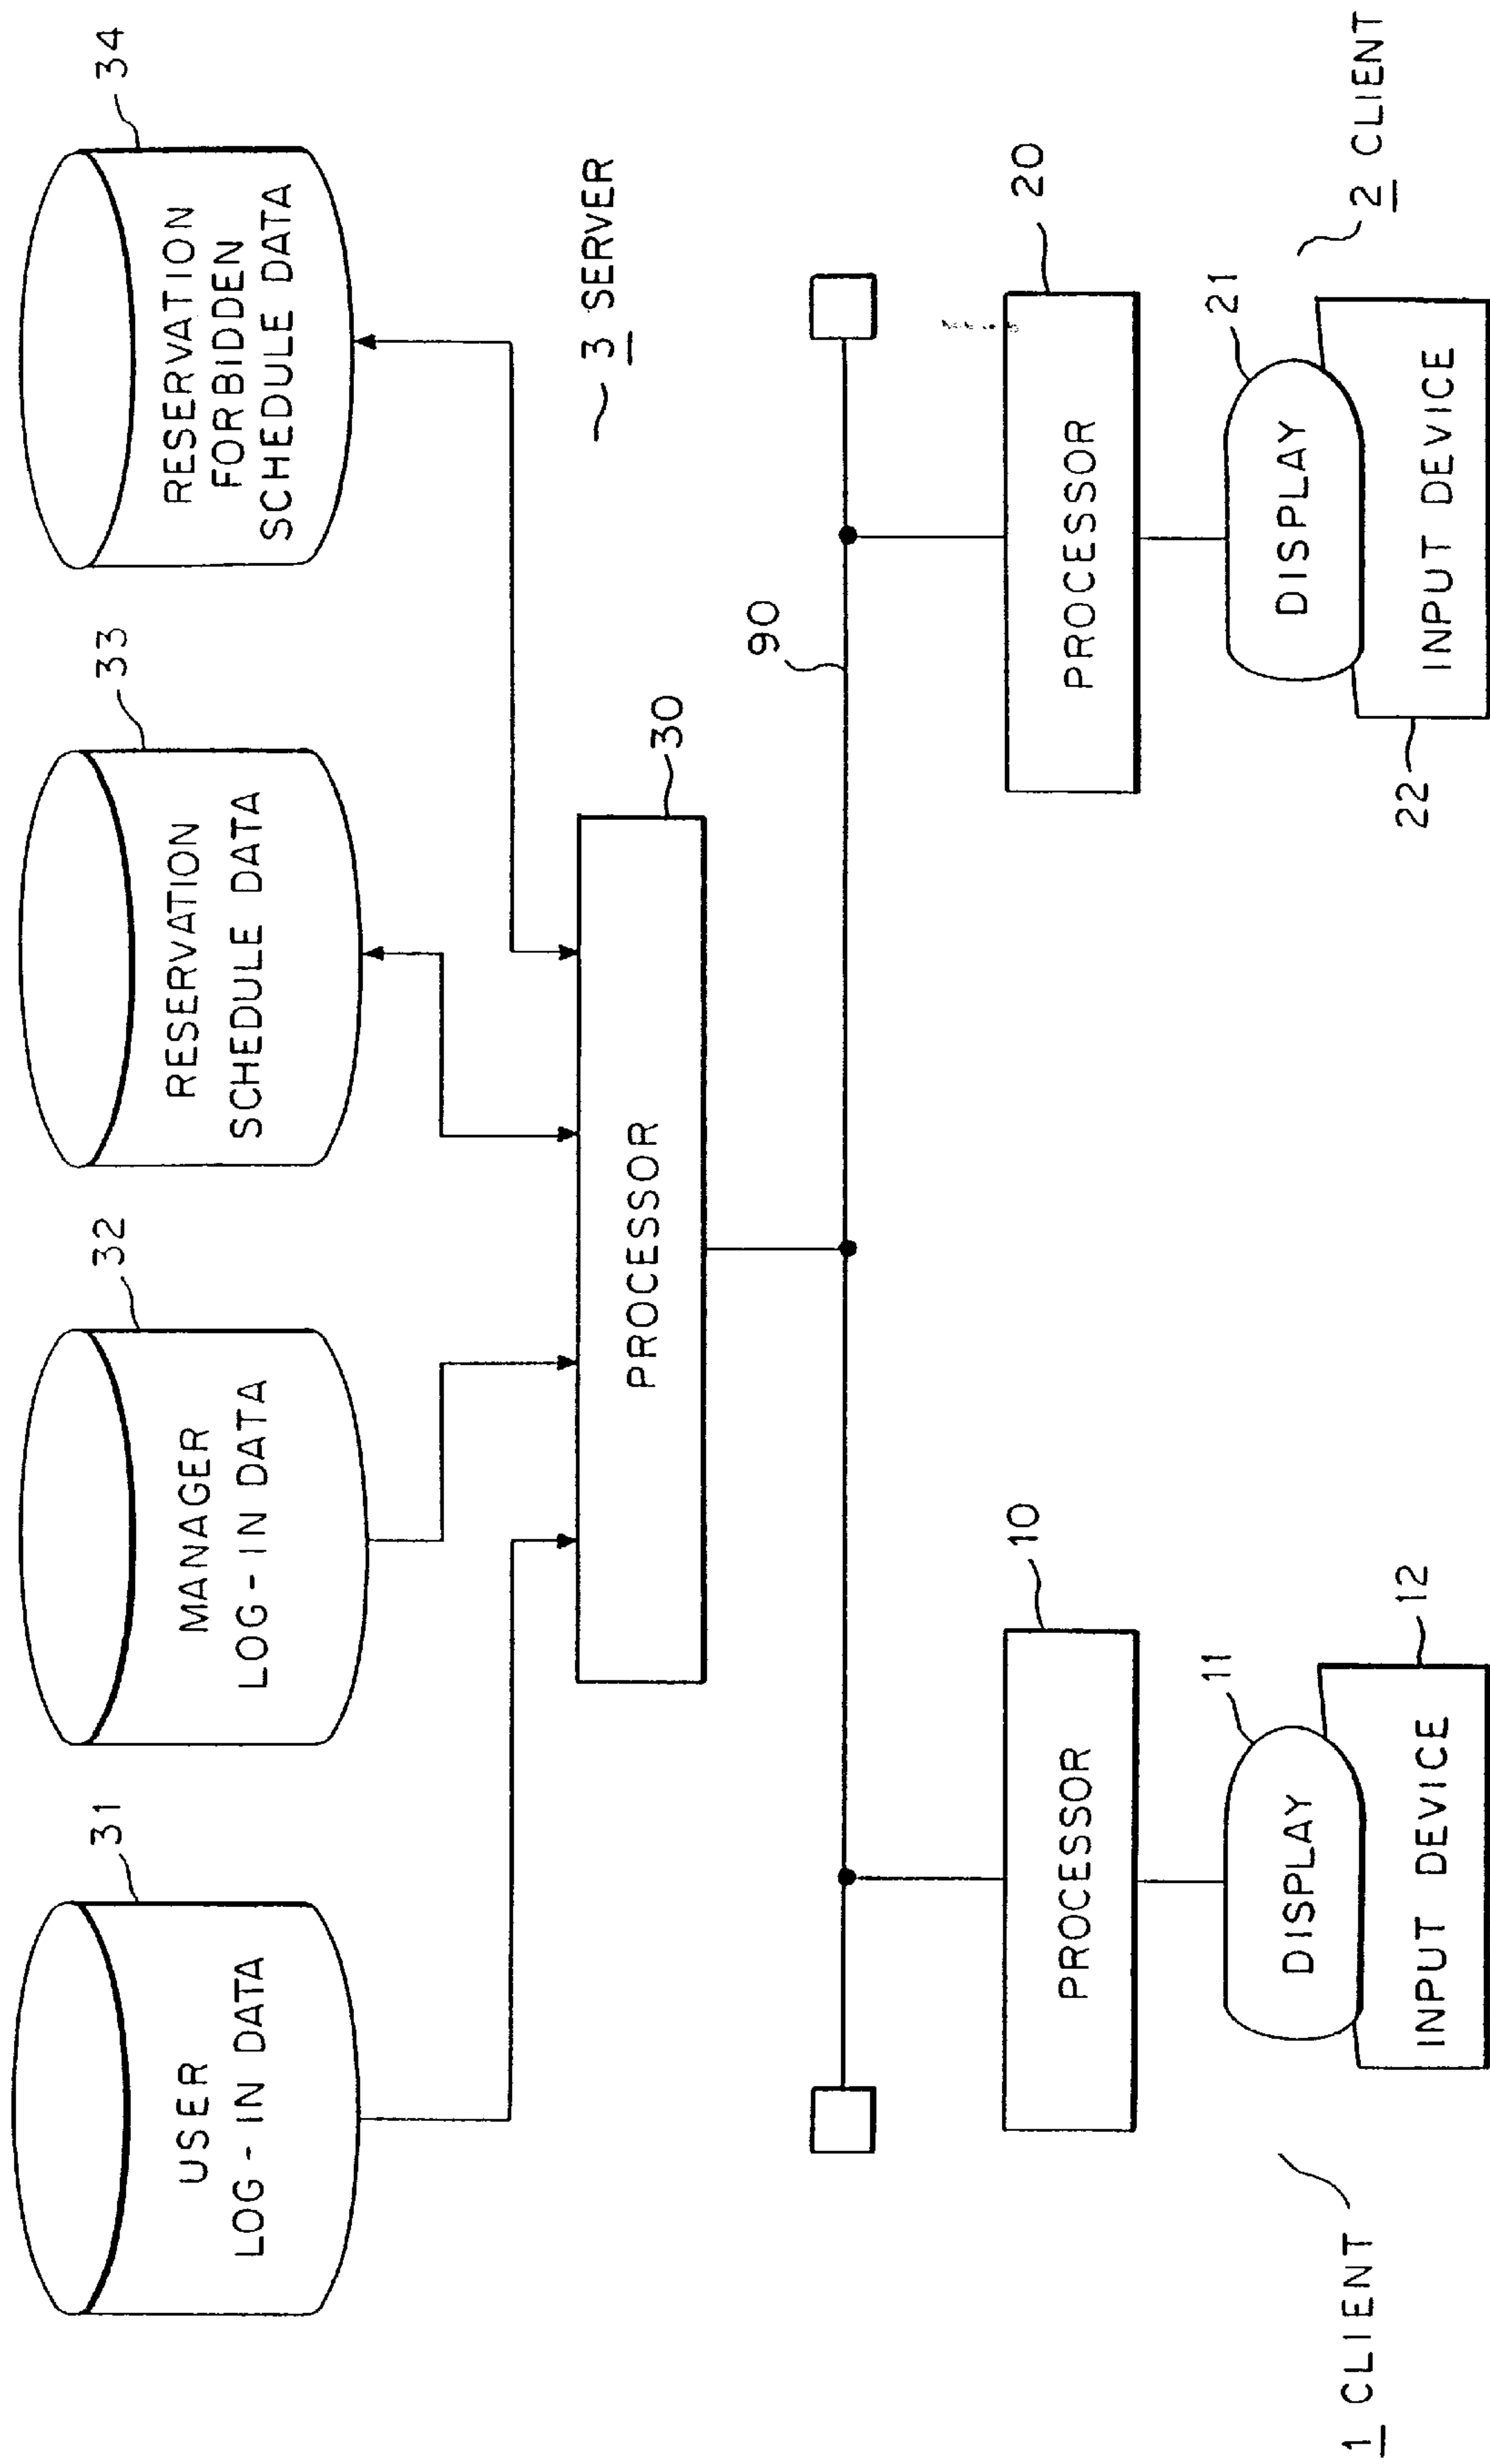 31
USER
LOG-IN DATA
32
MANAGER
LOG-IN DATA
33
RESERVATION
SCHEDULE DATA
34
RESERVATION
FORBIDDEN
SCHEDULE DATA
3 SERVER
PROCESSOR
30
90
PROCESSOR
10
DISPLAY
11
INPUT DEVICE
12
1 CLIENT
PROCESSOR
20
DISPLAY
21
INPUT DEVICE
22
2 CLIENT